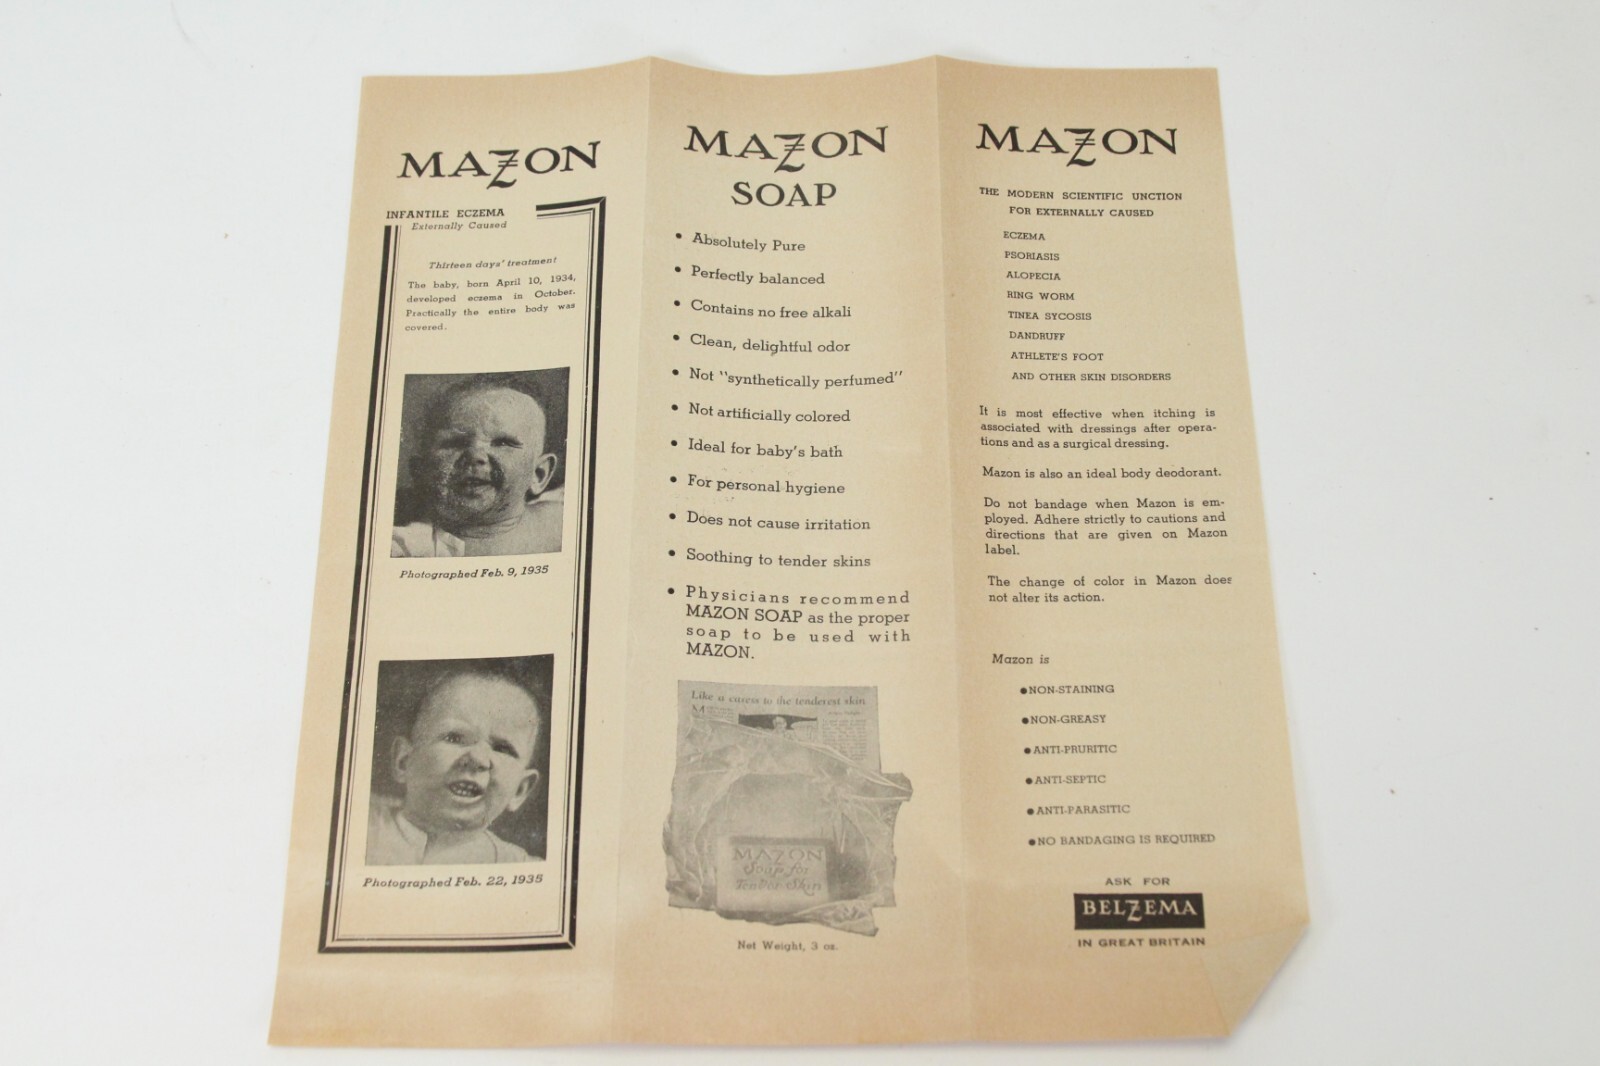 MAZON
INFANTILE ECZEMA
Externally Caused
Thirteen days' treatment
The baby, born April 10, 1934,
developed eczema in October.
Practically the entire body was
covered.
Photographed Feb. 9, 1935
Photographed Feb. 22, 1935
MAZON
SOAP
• Absolutely Pure
• Perfectly balanced
• Contains no free alkali
• Clean, delightful odor
• Not "synthetically perfumed"
• Not artificially colored
• Ideal for baby's bath
• For personal hygiene
• Does not cause irritation
• Soothing to tender skins
• Physicians recommend
MAZON SOAP as the proper
soap to be used with
MAZON.
Like a caress to the tenderest skin
MAZON
Soap for
Tender Skin
Net Weight, 3 oz.
MAZON
THE MODERN SCIENTIFIC UNCTION
FOR EXTERNALLY CAUSED
ECZEMA
PSORIASIS
ALOPECIA
RING WORM
TINEA SYCOSIS
DANDRUFF
ATHLETE'S FOOT
AND OTHER SKIN DISORDERS
It is most effective when itching is
associated with dressings after opera-
tions and as a surgical dressing.
Mazon is also an ideal body deodorant.
Do not bandage when Mazon is em-
ployed. Adhere strictly to cautions and
directions that are given on Mazon
label.
The change of color in Mazon does
not alter its action.
Mazon is
● NON-STAINING
● NON-GREASY
● ANTI-PRURITIC
● ANTI-SEPTIC
● ANTI-PARASITIC
● NO BANDAGING IS REQUIRED
ASK FOR
BELZEMA
IN GREAT BRITAIN